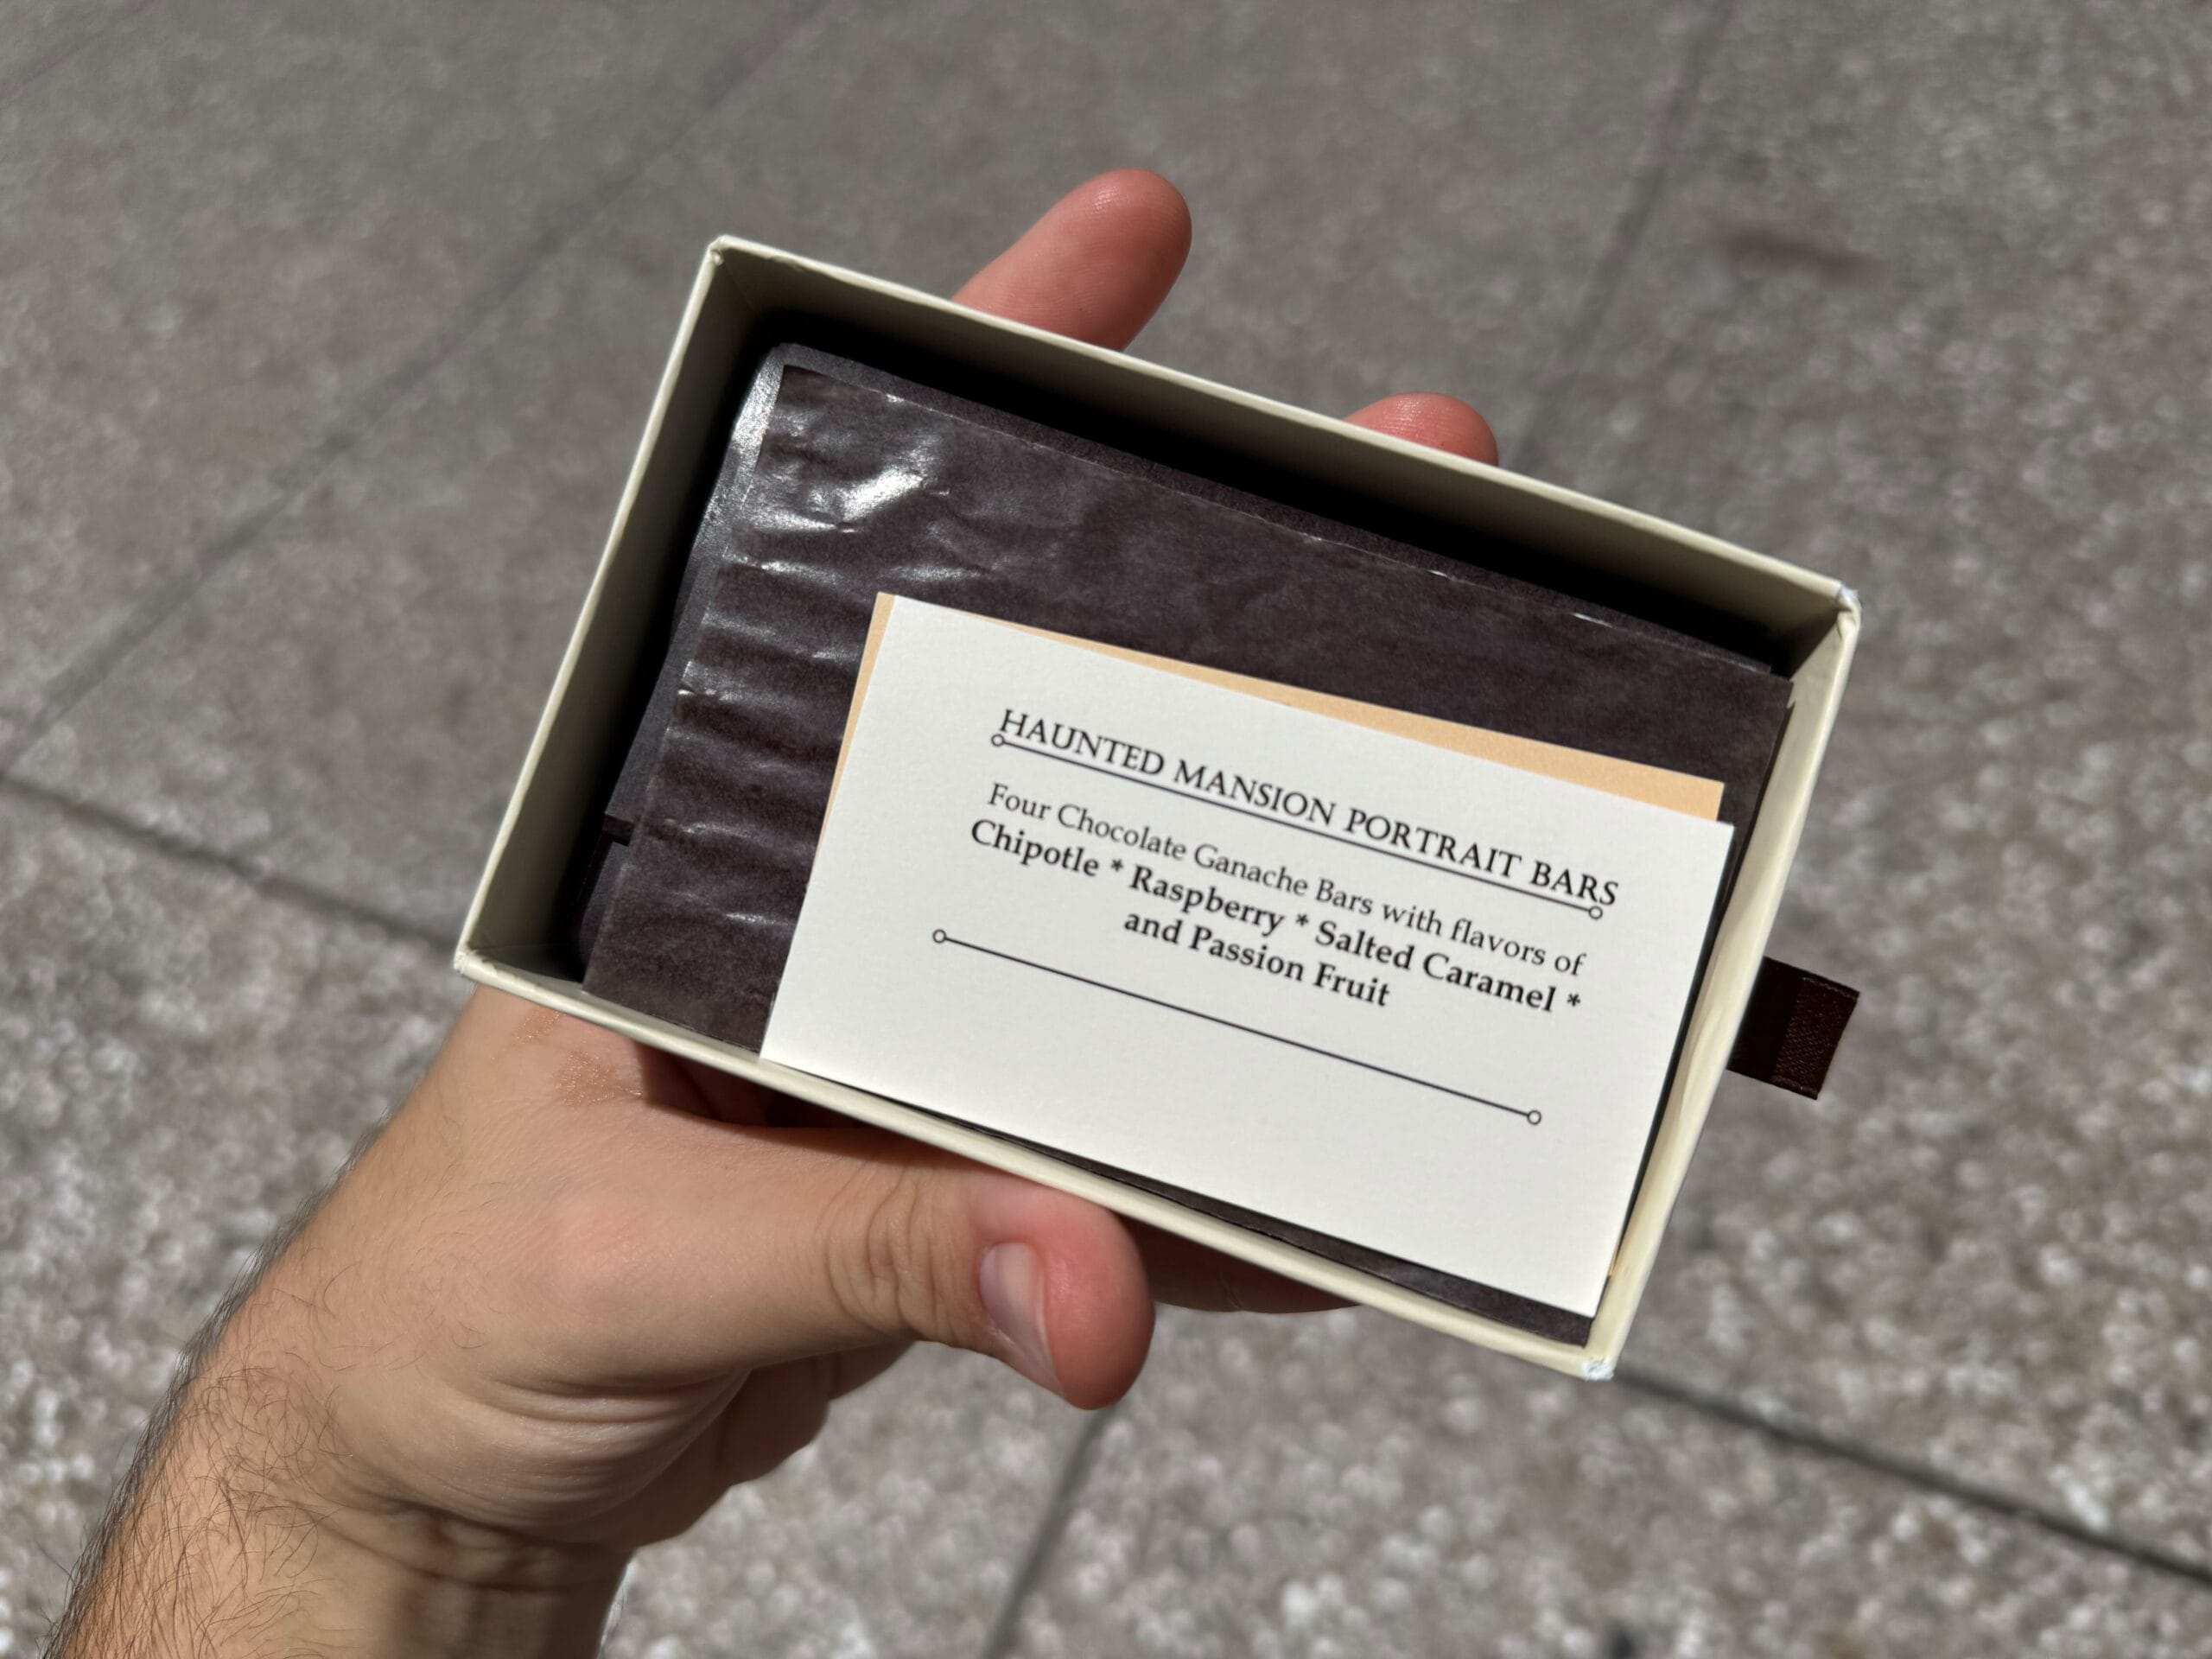 HAUNTED MANSION PORTRAIT BARS
Four Chocolate Ganache Bars with flavors of
Chipotle * Raspberry * Salted Caramel *
and Passion Fruit